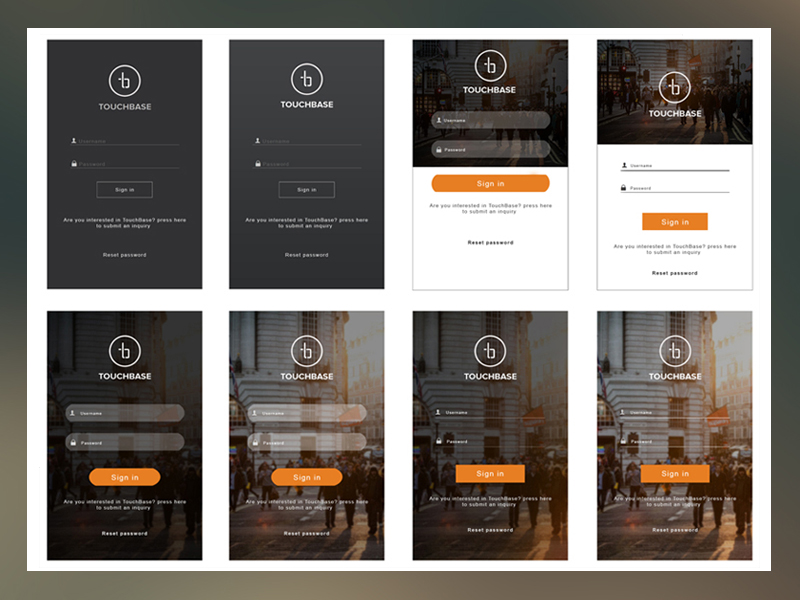 TOUCHBASE
Username
Password
Sign in
Are you interested in TouchBase? press here
to submit an inquiry
Reset password
TOUCHBASE
Username
Password
Sign in
Are you interested in TouchBase? press here
to submit an inquiry
Reset password
TOUCHBASE
Username
Password
Sign in
Are you interested in TouchBase? press here
to submit an inquiry
Reset password
TOUCHBASE
Username
Password
Sign in
Are you interested in TouchBase? press here
to submit an inquiry
Reset password
TOUCHBASE
Username
Password
Sign in
Are you interested in TouchBase? press here
to submit an inquiry
Reset password
TOUCHBASE
Username
Password
Sign in
Are you interested in TouchBase? press here
to submit an inquiry
Reset password
TOUCHBASE
Username
Password
Sign in
Are you interested in TouchBase? press here
to submit an inquiry
Reset password
TOUCHBASE
Username
Password
Sign in
Are you interested in TouchBase? press here
to submit an inquiry
Reset password